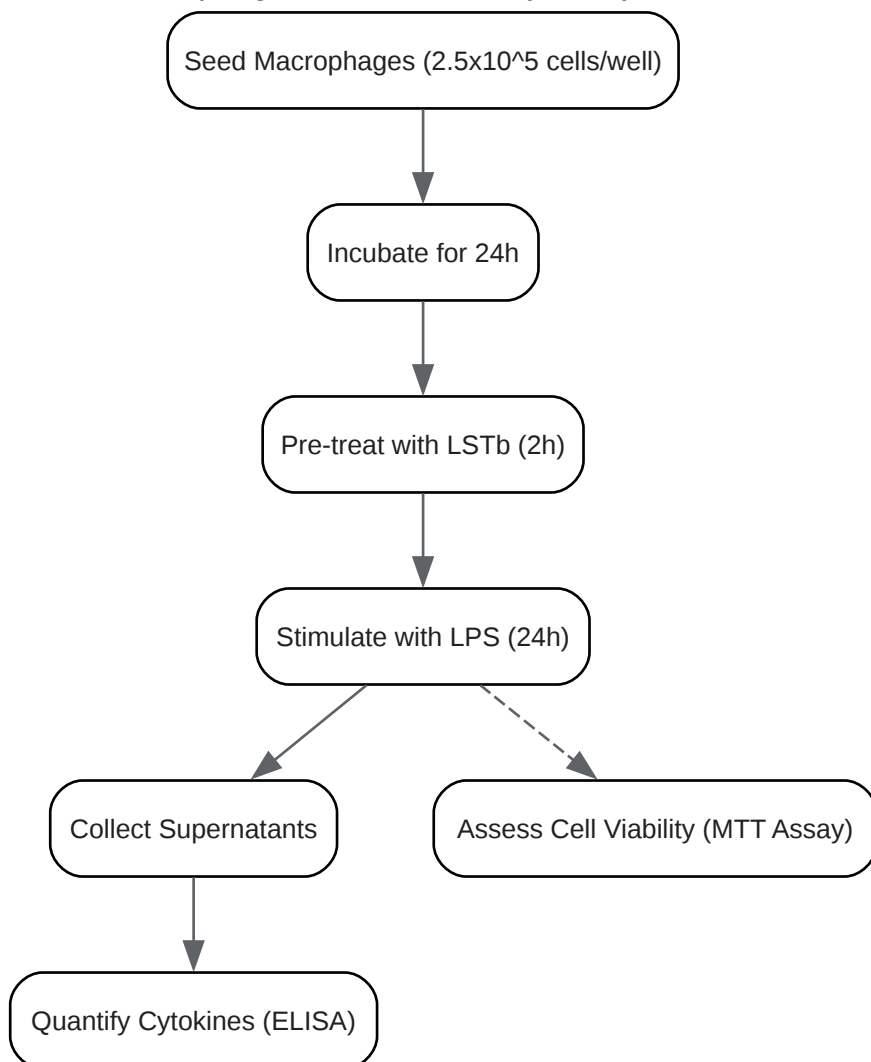 Seed Macrophages (2.5x10^5 cells/well)
Incubate for 24h
Pre-treat with LSTb (2h)
Stimulate with LPS (24h)
Collect Supernatants
Assess Cell Viability (MTT Assay)
Quantify Cytokines (ELISA)